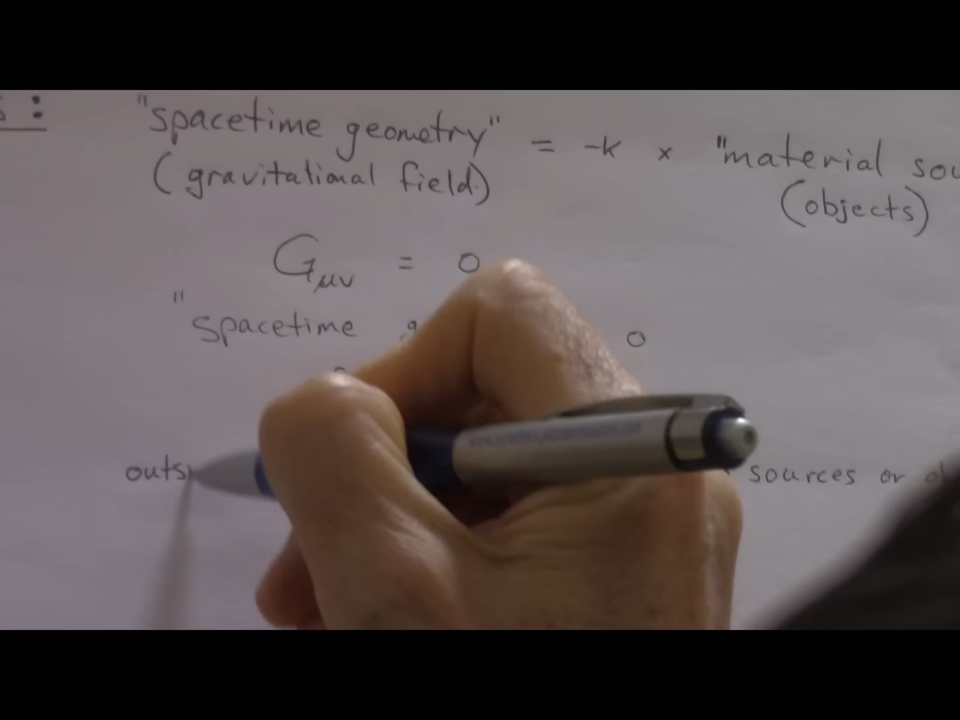 s :
"spacetime geometry" = -k x "material sou
(gravitational field) (objects)
Gμν = 0
"spacetime g 0
outs sources or o